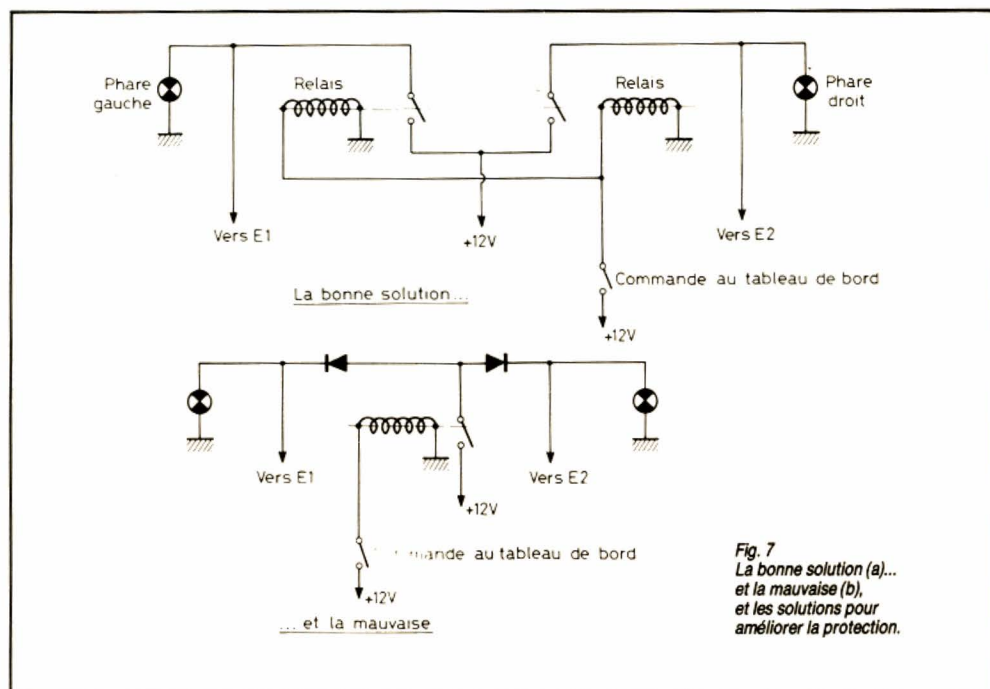 Phare
gauche
Relais
Relais
Phare
droit
Vers E1
+12V
Vers E2
La bonne solution...
Commande au tableau de bord
+12V
Vers E1
+12V
Vers E2
au tableau de bord
+12V
... et la mauvaise
Fig. 7
La bonne solution (a)...
et la mauvaise (b),
et les solutions pour
améliorer la protection.